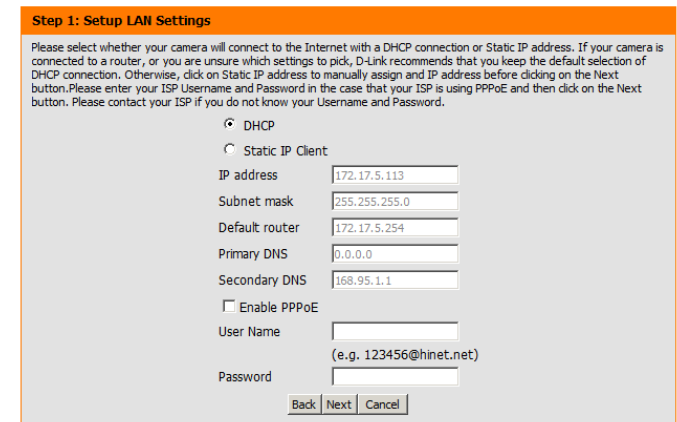 Step 1: Setup LAN Settings
Please select whether your camera will connect to the Internet with a DHCP connection or Static IP address. If your camera is
connected to a router, or you are unsure which settings to pick, D-Link recommends that you keep the default selection of
DHCP connection. Otherwise, click on Static IP address to manually assign and IP address before clicking on the Next
button.Please enter your ISP Username and Password in the case that your ISP is using PPPoE and then click on the Next
button. Please contact your ISP if you do not know your Username and Password.
DHCP
Static IP Client
IP address 172.17.5.113
Subnet mask 255.255.255.0
Default router 172.17.5.254
Primary DNS 0.0.0.0
Secondary DNS 168.95.1.1
Enable PPPoE
User Name
(e.g. 123456@hinet.net)
Password
Back Next Cancel